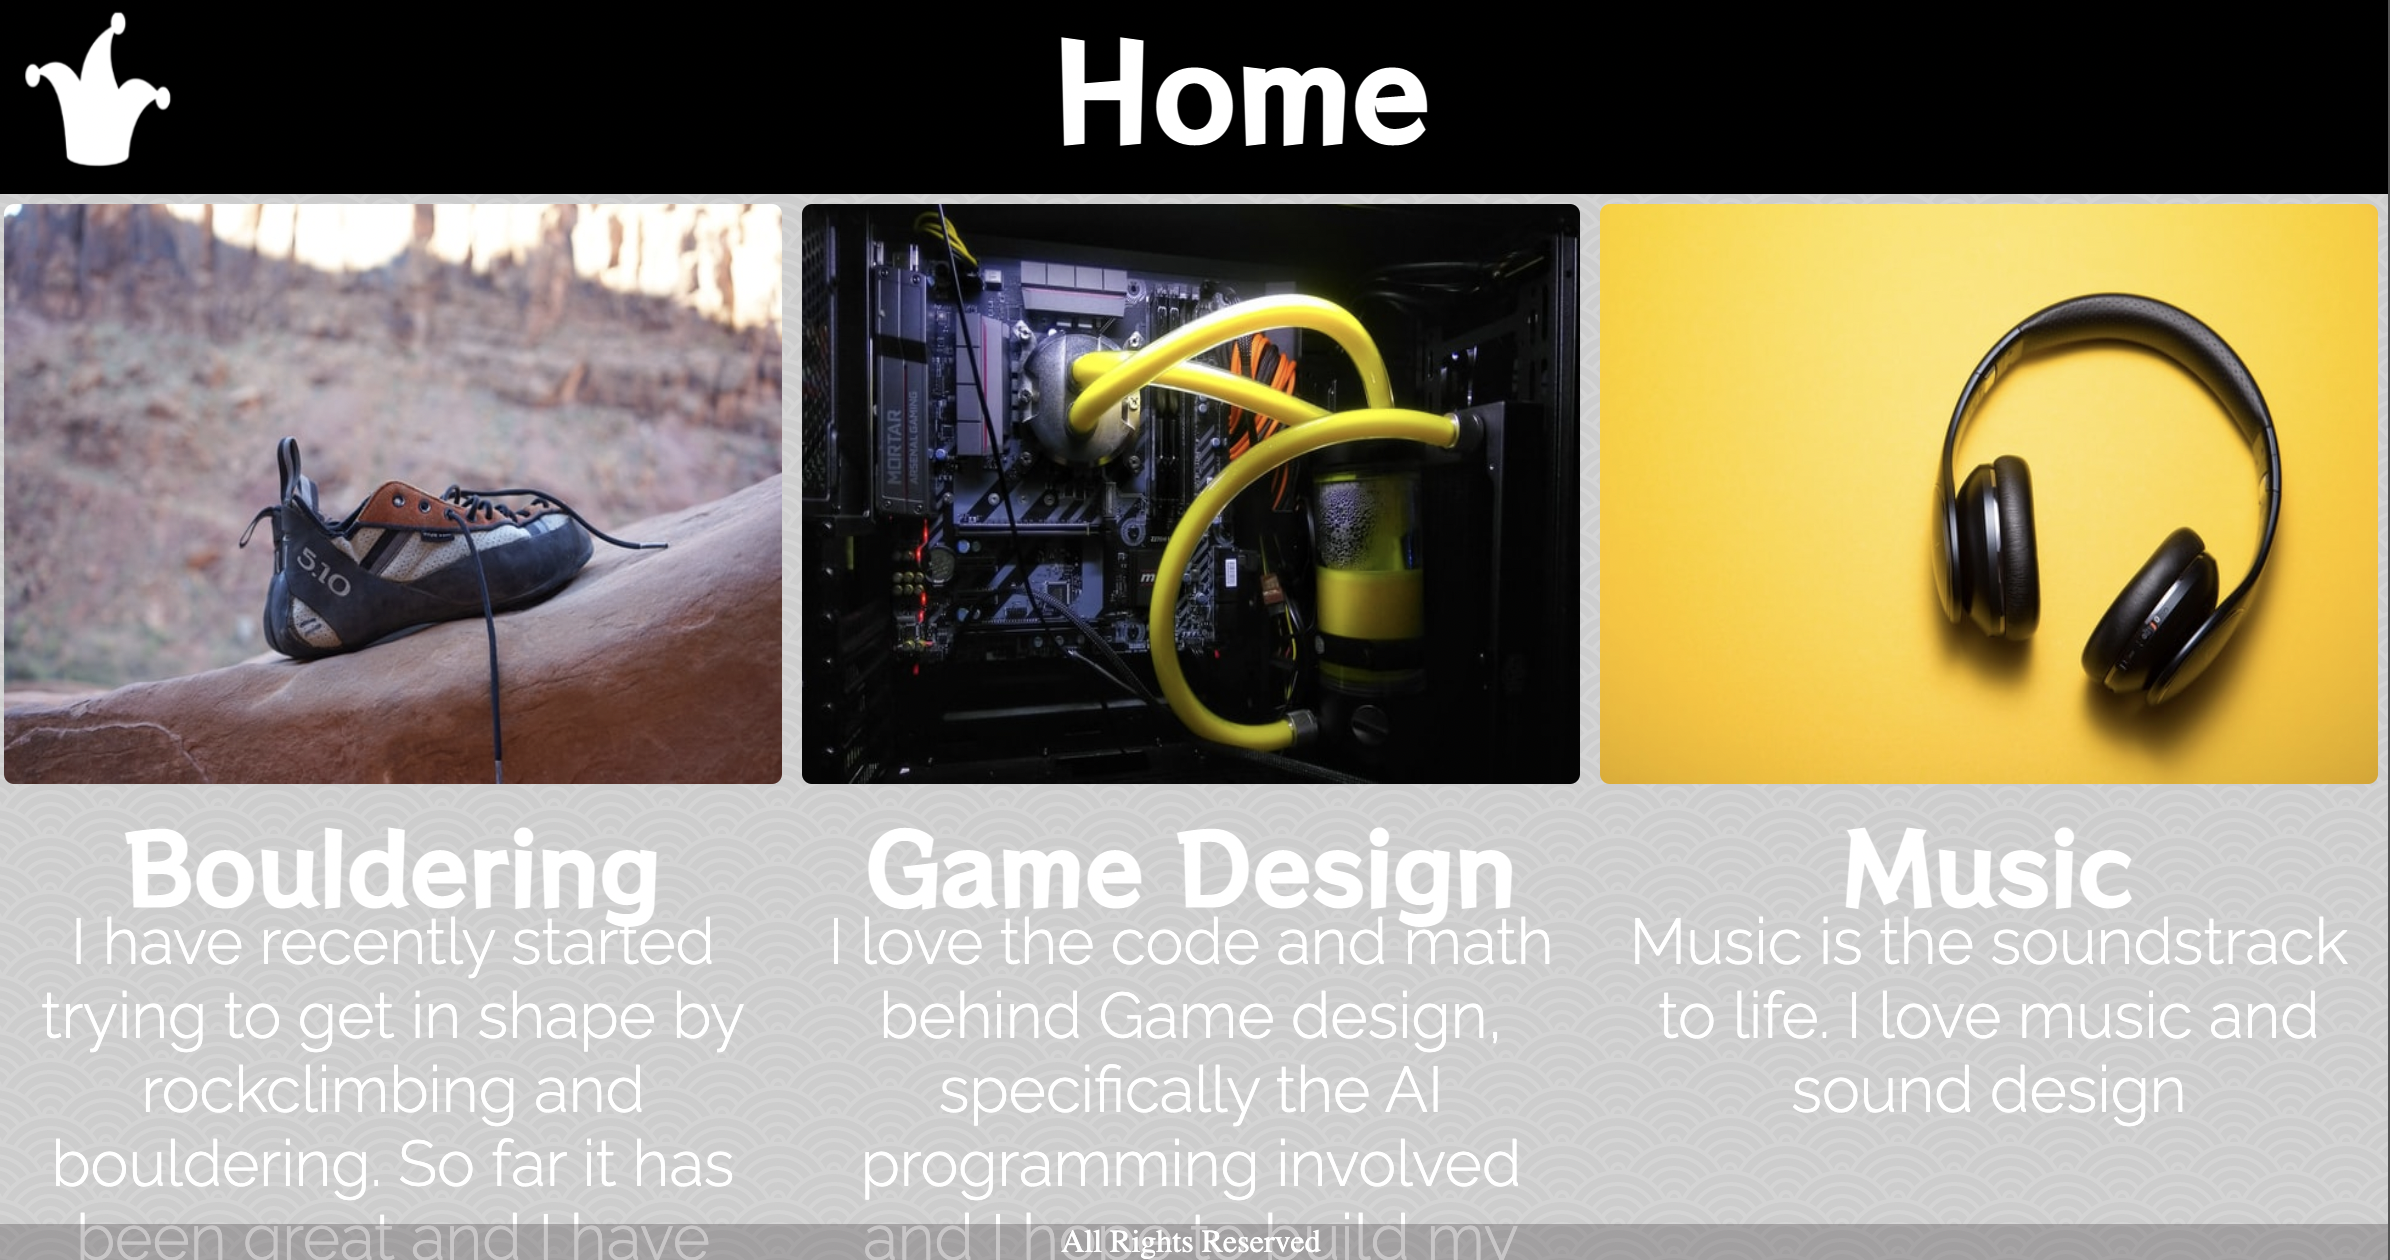 Home
5.10
MORTAR
ARSENAL GAMING
Bouldering
I have recently started
trying to get in shape by
rockclimbing and
bouldering. So far it has
been great and I have
Game Design
I love the code and math
behind Game design,
specifically the AI
programming involved
and I hope to build my
Music
Music is the soundstrack
to life. I love music and
sound design
All Rights Reserved